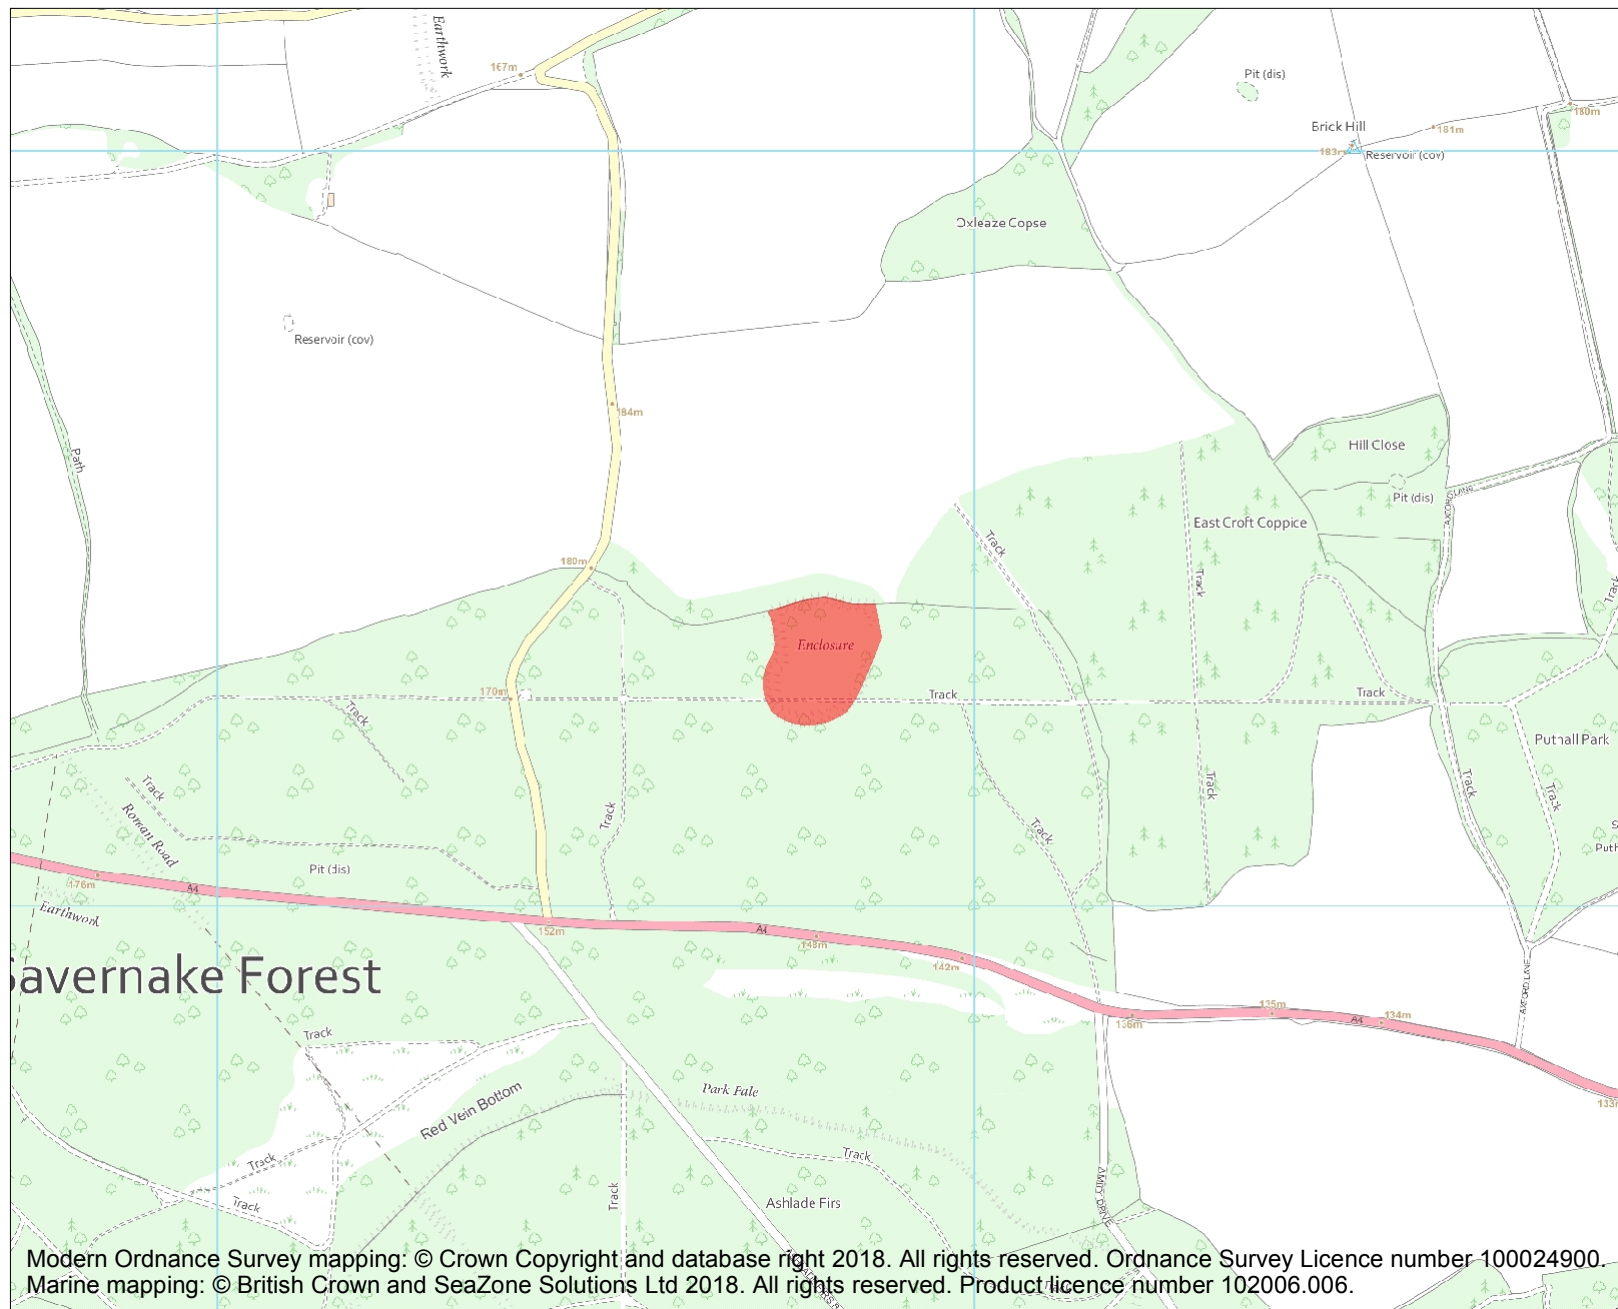 Earthwork
167m
Pit (dis)
Brick Hill
181m
180m
183m
Reservoir (cov)
Oxleaze Copse
Reservoir (cov)
184m
Path
Hill Close
Pit (dis)
East Croft Coppice
Track
180m
Track
Track
Enclosure
170m
Track
Track
Track
Puthall Park
Track
Track
Track
Track
Track
Track
Roman Road
Pit (dis)
176m
A4
Earthwork
152m
A4
148m
142m
AXFORD LANE
Savernake Forest
136m
135m
A4
134m
Track
Park Pale
Red Vein Bottom
Track
Track
Track
Track
Ashlade Firs
Modern Ordnance Survey mapping: © Crown Copyright and database right 2018. All rights reserved. Ordnance Survey Licence number 100024900.
Marine mapping: © British Crown and SeaZone Solutions Ltd 2018. All rights reserved. Product licence number 102006.006.